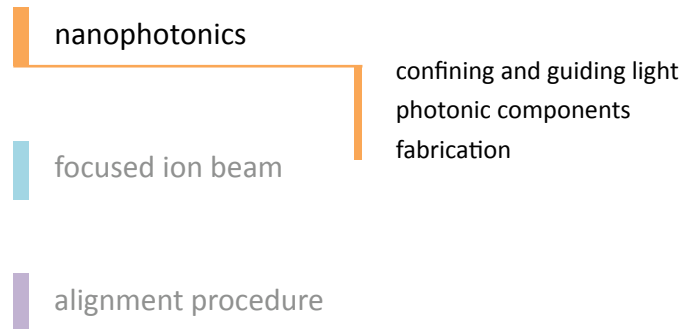 nanophotonics
confining and guiding light
photonic components
fabrication
focused ion beam
alignment procedure